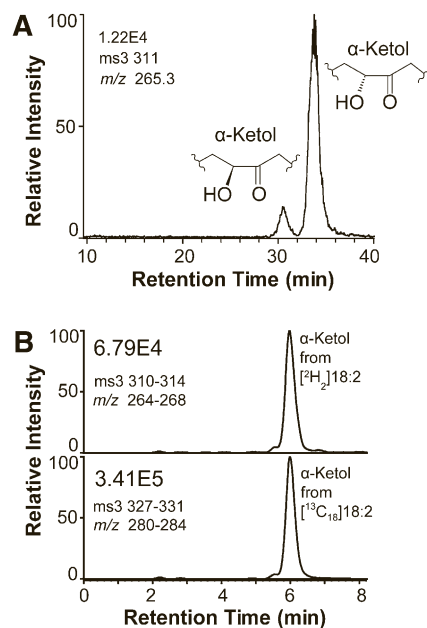 A
100
50
0
Relative Intensity
1.22E4
ms3 311
m/z 265.3
α-Ketol
HO O
α-Ketol
HO O
10 20 30 40
Retention Time (min)
B
100
50
0
Relative Intensity
6.79E4
ms3 310-314
m/z 264-268
α-Ketol
from
[²H₂]18:2
100
50
0
Relative Intensity
3.41E5
ms3 327-331
m/z 280-284
α-Ketol
from
[¹³C₁₈]18:2
0 2 4 6 8
Retention Time (min)